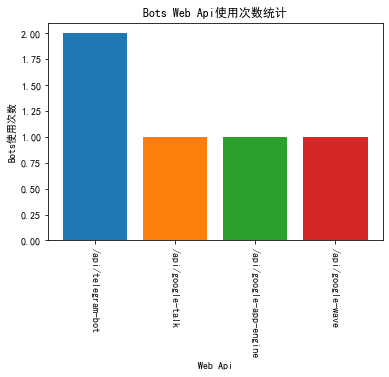 Bots Web Api使用次数统计
Bots使用次数
2.00
1.75
1.50
1.25
1.00
0.75
0.50
0.25
0.00
/api/telegram-bot
/api/google-talk
/api/google-app-engine
/api/google-wave
Web Api